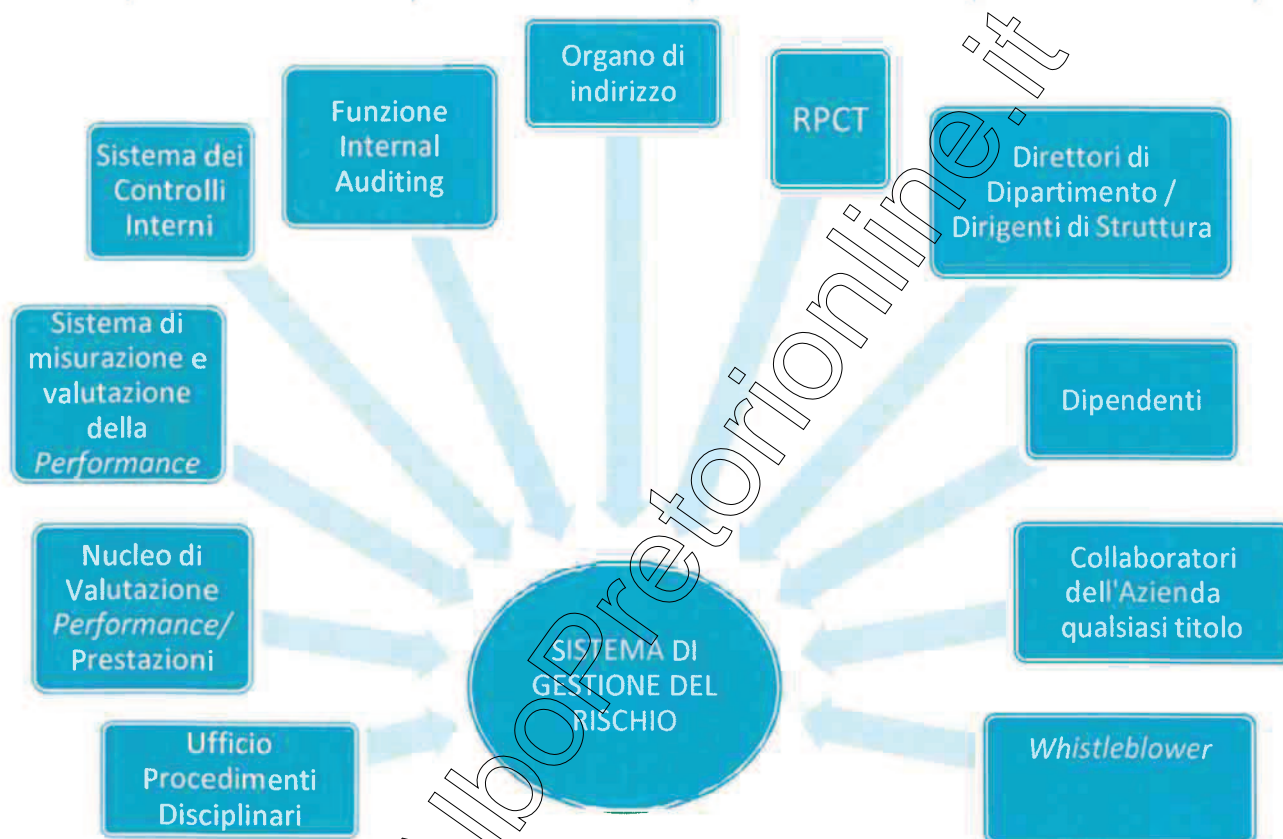 Organo di
indirizzo
RPCT
Funzione
Internal
Auditing
Direttori di
Dipartimento /
Dirigenti di Struttura
Sistema dei
Controlli
Interni
Sistema di
misurazione e
valutazione
della
Performance
Dipendenti
Nucleo di
Valutazione
Performance/
Prestazioni
Collaboratori
dell'Azienda
qualsiasi titolo
SISTEMA DI
GESTIONE DEL
RISCHIO
Ufficio
Procedimenti
Disciplinari
Whistleblower
lboPretorionline.it